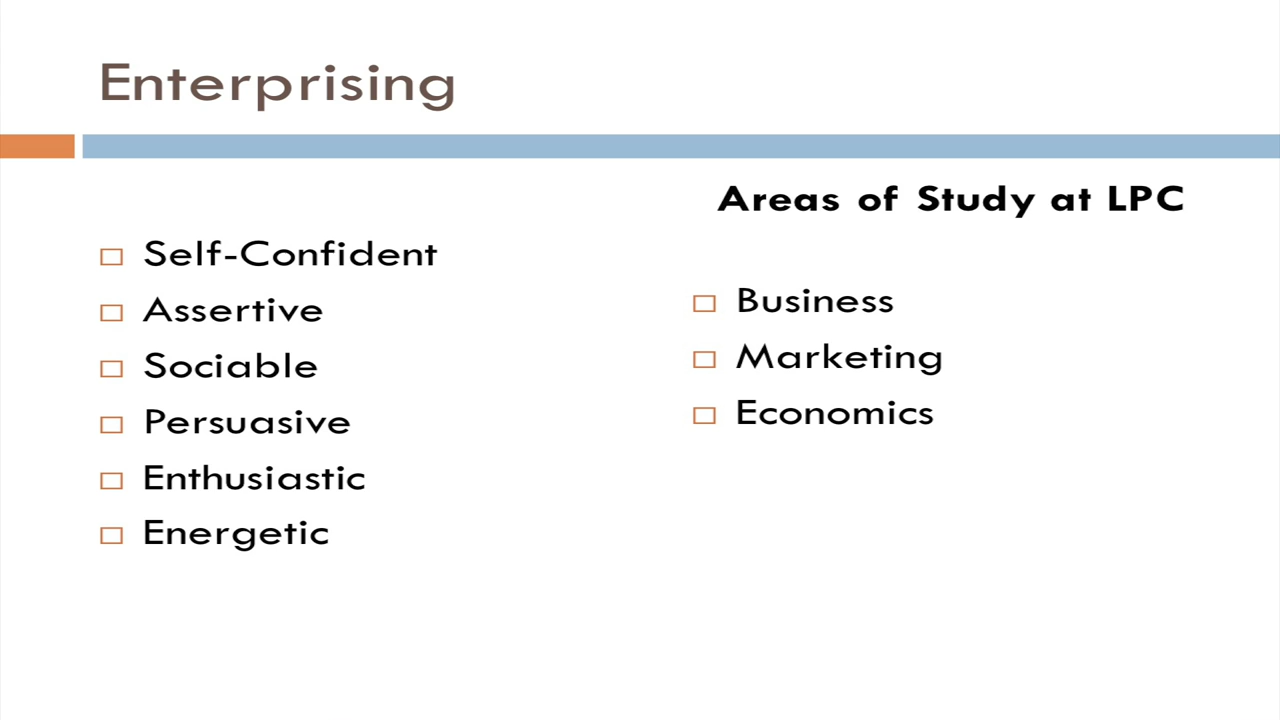 Enterprising
Self-Confident
Assertive
Sociable
Persuasive
Enthusiastic
Energetic
Areas of Study at LPC
Business
Marketing
Economics